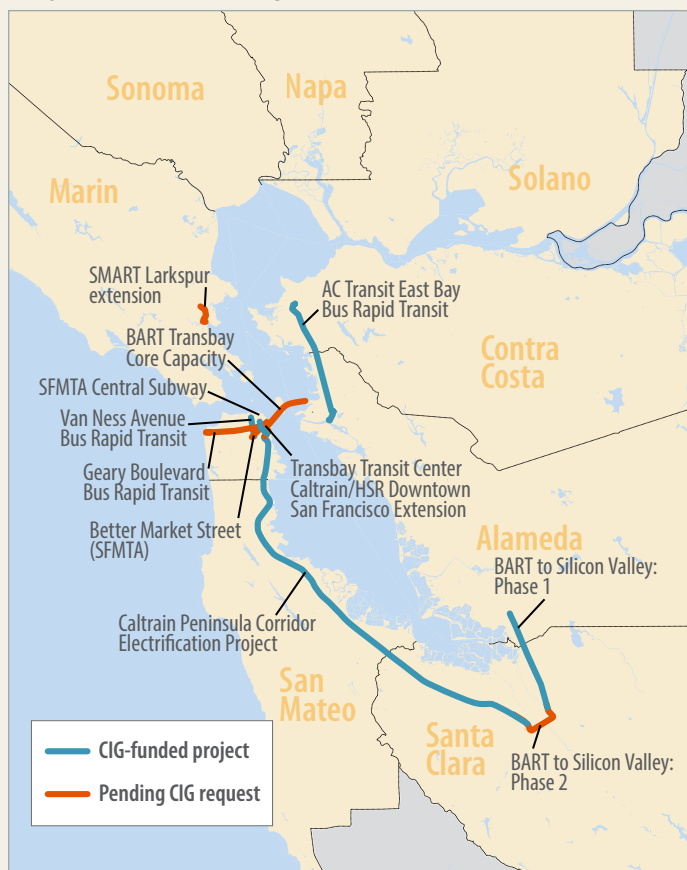 Sonoma
Napa
Solano
Marin
SMART Larkspur
extension
AC Transit East Bay
Bus Rapid Transit
BART Transbay
Core Capacity
Contra
Costa
SFMTA Central Subway
Van Ness Avenue
Bus Rapid Transit
Geary Boulevard
Bus Rapid Transit
Transbay Transit Center
Caltrain/HSR Downtown
San Francisco Extension
Better Market Street
(SFMTA)
Alameda
BART to Silicon Valley:
Phase 1
Caltrain Peninsula Corridor
Electrification Project
San
Mateo
Santa
Clara
BART to Silicon Valley:
Phase 2
CIG-funded project
Pending CIG request